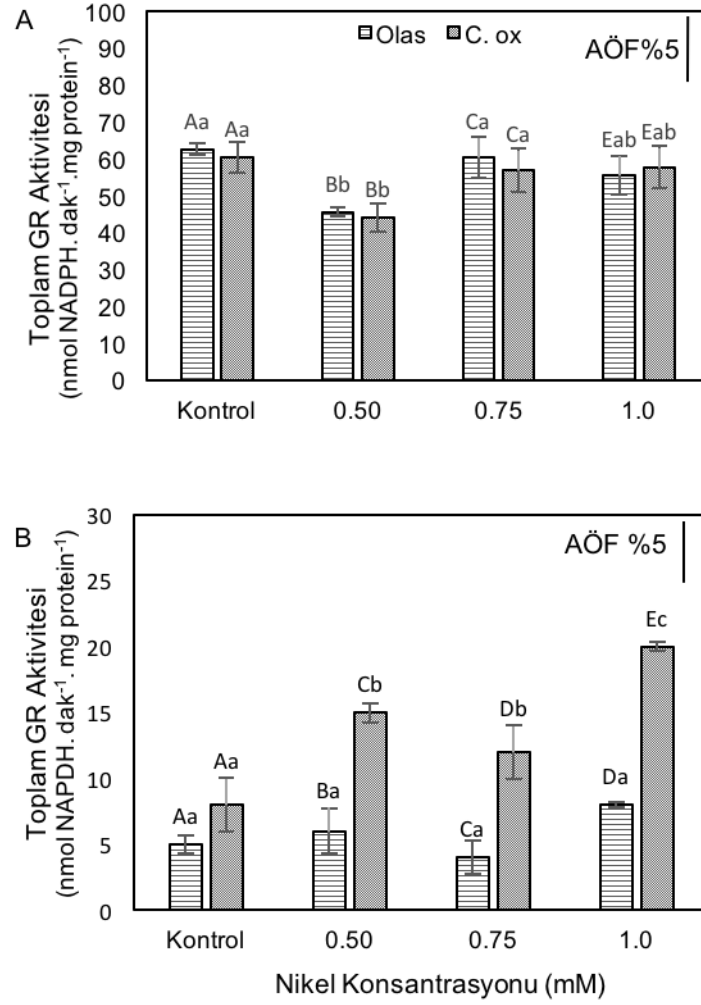 A
Toplam GR Aktivitesi
(nmol NADPH. dak⁻¹.mg protein⁻¹)
100
90
80
70
60
50
40
30
20
10
0
Olas C. ox
AÖF%5
Aa Aa Bb Bb Ca Ca Eab Eab
Kontrol 0.50 0.75 1.0
B
Toplam GR Aktivitesi
(nmol NAPDH. dak⁻¹. mg protein⁻¹)
30
25
20
15
10
5
0
AÖF %5
Aa Aa Ba Cb Ca Db Da Ec
Kontrol 0.50 0.75 1.0
Nikel Konsantrasyonu (mM)